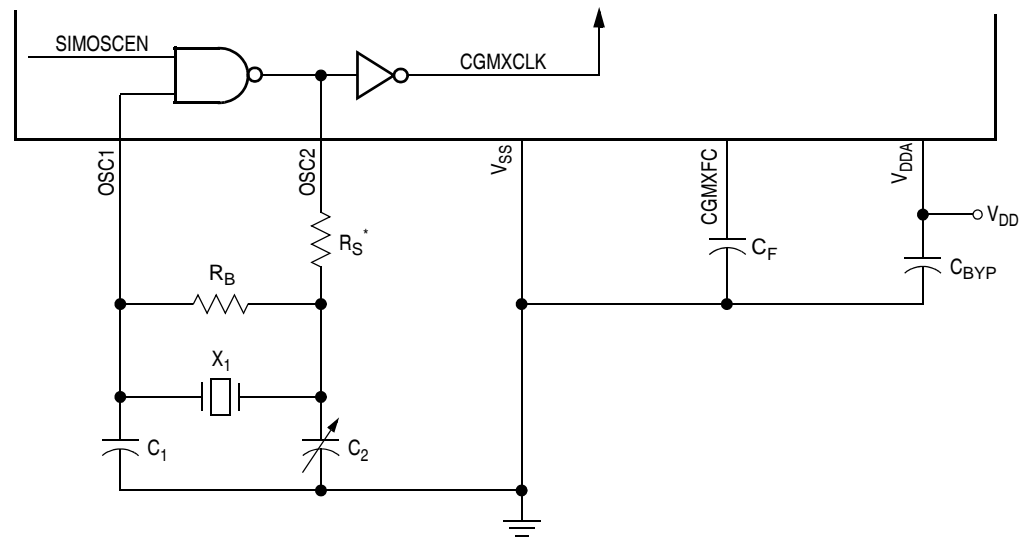 SIMOSCEN
CGMXCLK
OSC1
OSC2
VSS
CGMXFC
VDDA
VDD
RS*
CF
CBYP
RB
X1
C1
C2